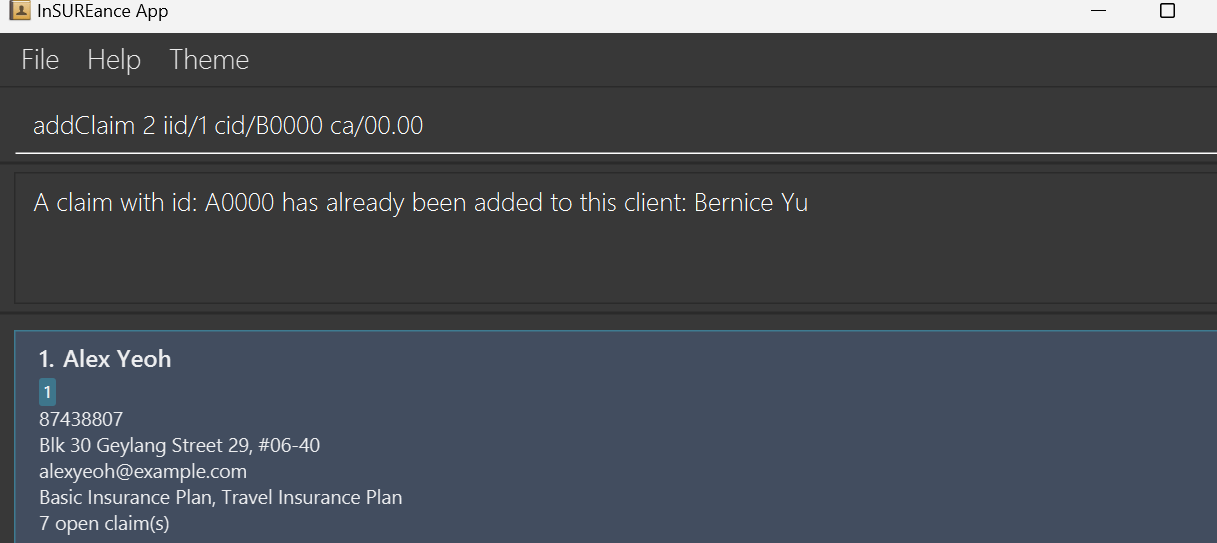 InSUREance App
File Help Theme
addClaim 2 iid/1 cid/B0000 ca/00.00
A claim with id: A0000 has already been added to this client: Bernice Yu
1. Alex Yeoh
1
87438807
Blk 30 Geylang Street 29, #06-40
alexyeoh@example.com
Basic Insurance Plan, Travel Insurance Plan
7 open claim(s)